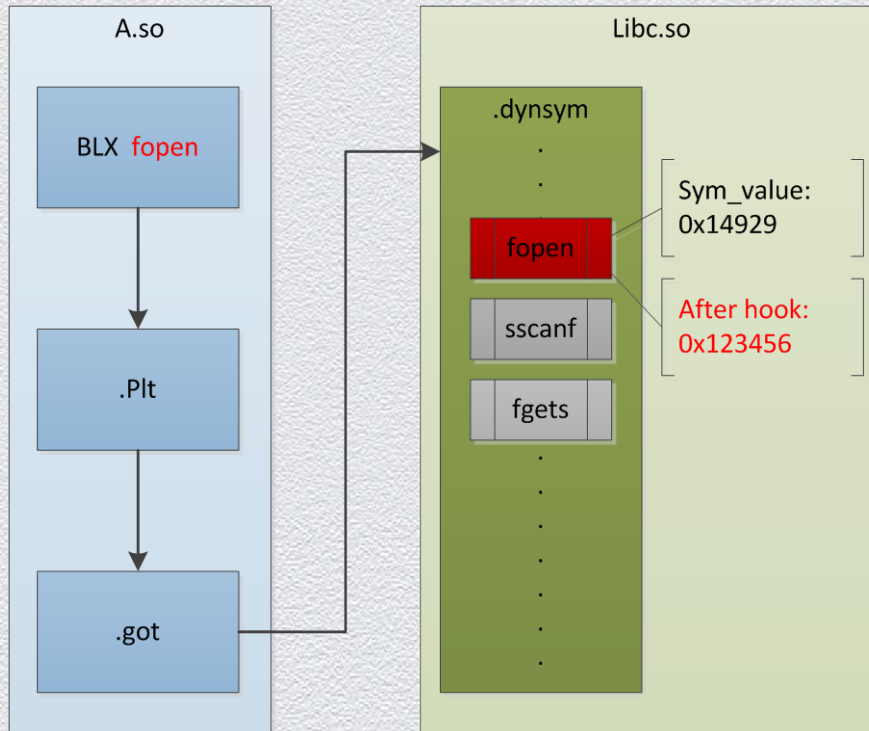 A.so
BLX fopen
.Plt
.got
Libc.so
.dynsym
fopen
sscanf
fgets
Sym_value:
0x14929
After hook:
0x123456